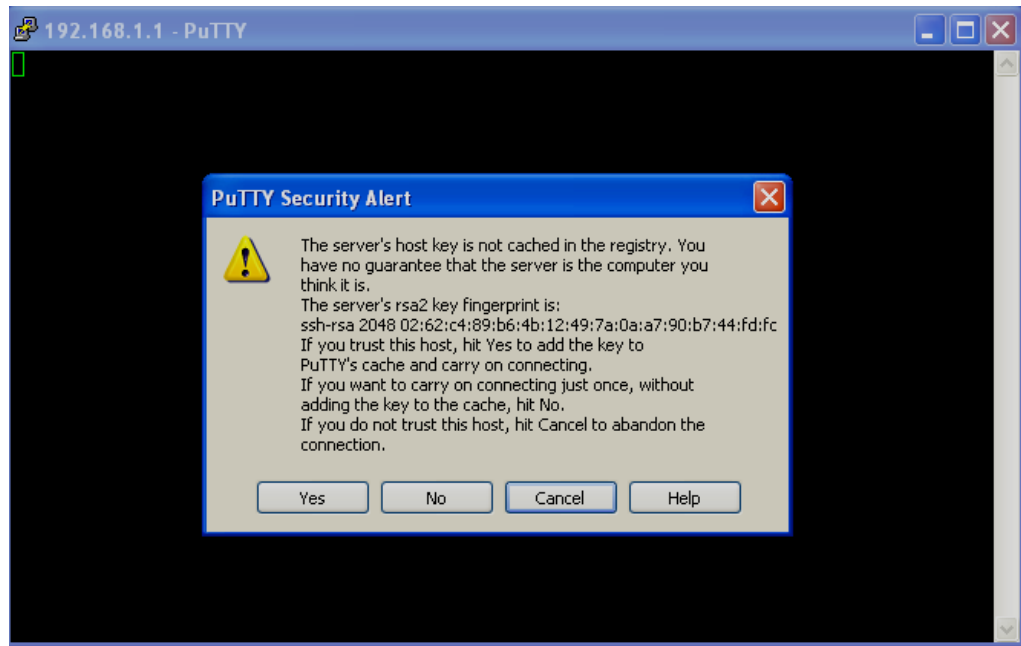 192.168.1.1 - PuTTY
PuTTY Security Alert
The server's host key is not cached in the registry. You
have no guarantee that the server is the computer you
think it is.
The server's rsa2 key fingerprint is:
ssh-rsa 2048 02:62:c4:89:b6:4b:12:49:7a:0a:a7:90:b7:44:fd:fc
If you trust this host, hit Yes to add the key to
PuTTY's cache and carry on connecting.
If you want to carry on connecting just once, without
adding the key to the cache, hit No.
If you do not trust this host, hit Cancel to abandon the
connection.
Yes No Cancel Help